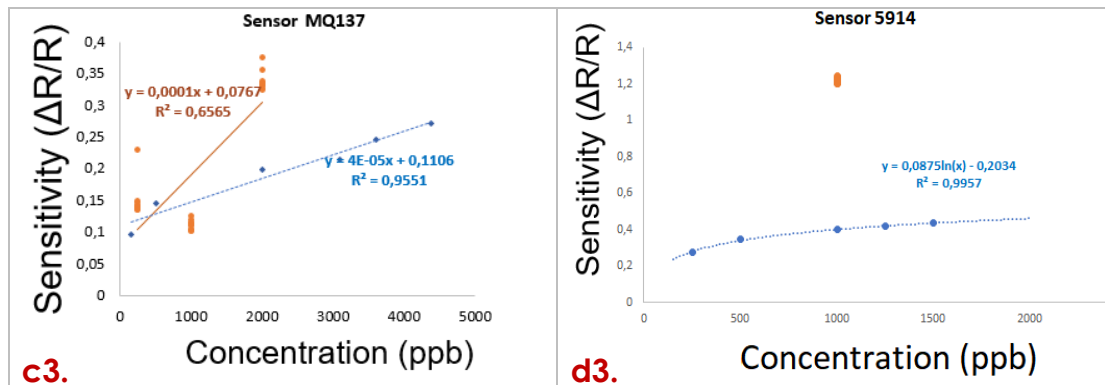 Sensor MQ137
Sensitivity (ΔR/R)
0,4
0,35
0,3
0,25
0,2
0,15
0,1
0,05
0
y = 0,0001x + 0,0767
R² = 0,6565
y = 4E-05x + 0,1106
R² = 0,9551
0 1000 2000 3000 4000 5000
Concentration (ppb)
c3.
Sensor 5914
Sensitivity (ΔR/R)
1,4
1,2
1
0,8
0,6
0,4
0,2
0
y = 0,0875ln(x) - 0,2034
R² = 0,9957
0 500 1000 1500 2000
Concentration (ppb)
d3.